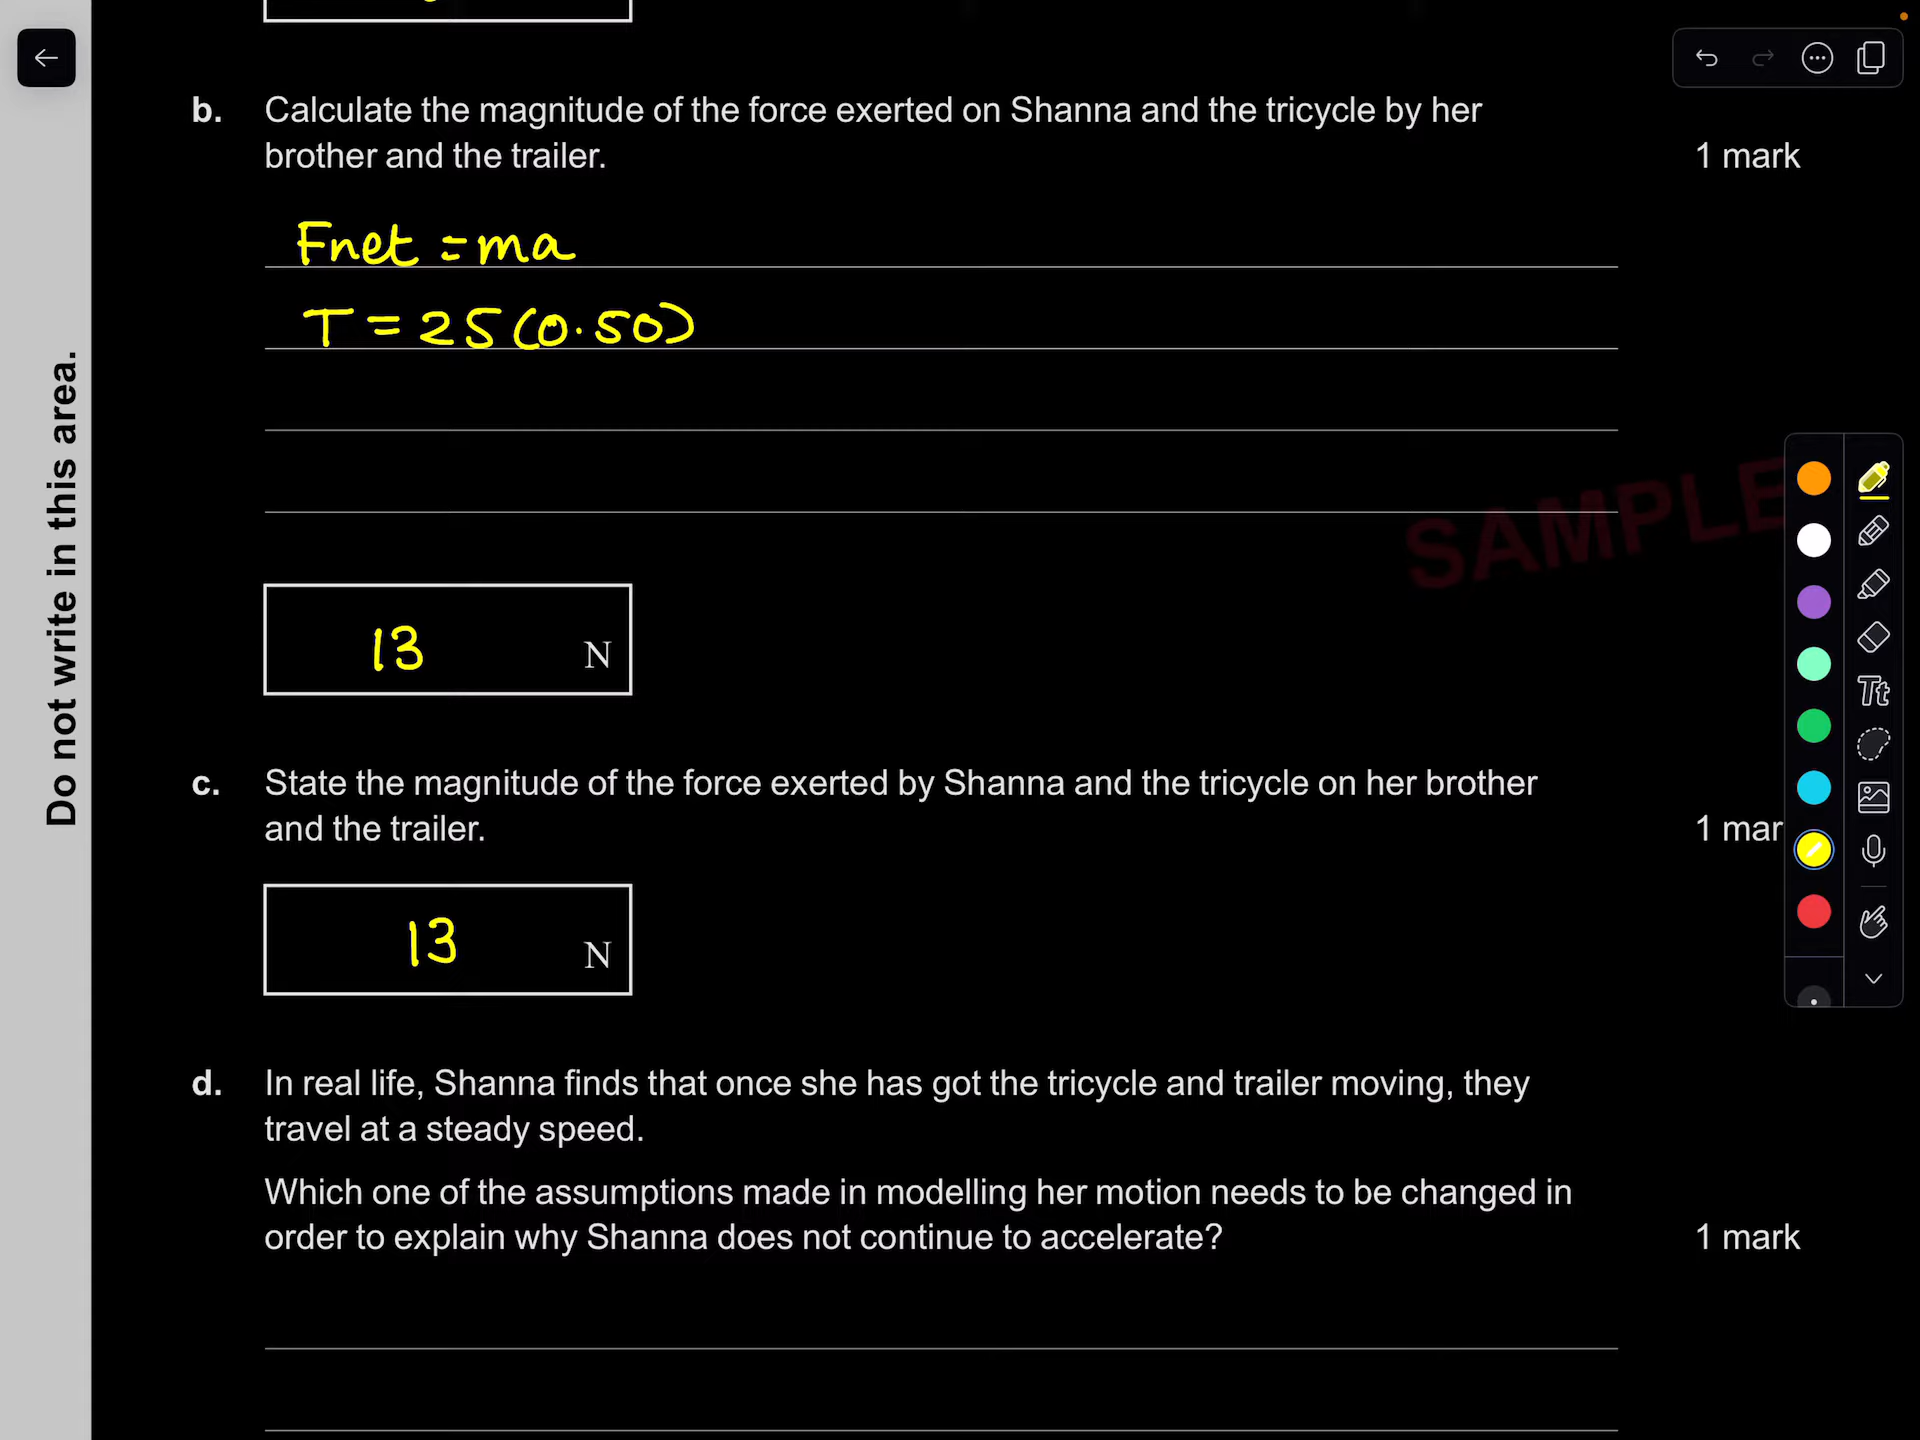 b. Calculate the magnitude of the force exerted on Shanna and the tricycle by her
brother and the trailer.
1 mark
Fnet = ma
T = 25(0.50)
SAMPLE
13 N
c. State the magnitude of the force exerted by Shanna and the tricycle on her brother
and the trailer.
1 mar
13 N
d. In real life, Shanna finds that once she has got the tricycle and trailer moving, they
travel at a steady speed.
Which one of the assumptions made in modelling her motion needs to be changed in
order to explain why Shanna does not continue to accelerate?
1 mark
Do not write in this area.
Tt